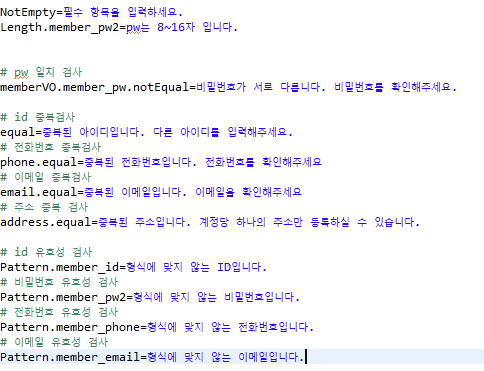 NotEmpty=필수 항목을 입력하세요.
Length.member_pw2=pw는 8~16자 입니다.
# pw 일치 검사
memberVO.member_pw.notEqual=비밀번호가 서로 다릅니다. 비밀번호를 확인해주세요.
# id 중복검사
equal=중복된 아이디입니다. 다른 아이디를 입력해주세요.
# 전화번호 중복검사
phone.equal=중복된 전화번호입니다. 전화번호를 확인해주세요
# 이메일 중복검사
email.equal=중복된 이메일입니다. 이메일을 확인해주세요
# 주소 중복 검사
address.equal=중복된 주소입니다. 계정당 하나의 주소만 등록하실 수 있습니다.
# id 유효성 검사
Pattern.member_id=형식에 맞지 않는 ID입니다.
# 비밀번호 유효성 검사
Pattern.member_pw2=형식에 맞지 않는 비밀번호입니다.
# 전화번호 유효성 검사
Pattern.member_phone=형식에 맞지 않는 전화번호입니다.
# 이메일 유효성 검사
Pattern.member_email=형식에 맞지 않는 이메일입니다.